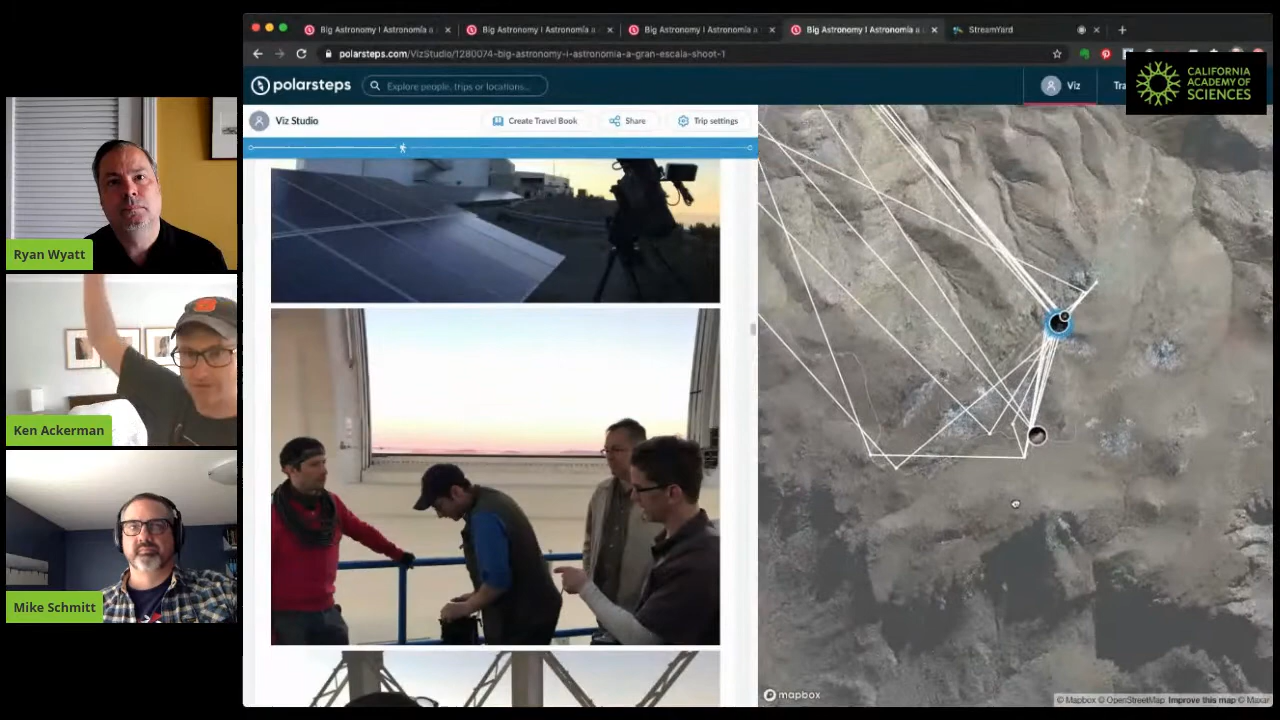 Big Astronomy | Astronomía a
Big Astronomy | Astronomía a
Big Astronomy | Astronomía a
Big Astronomy | Astronomía a
StreamYard
polarsteps.com/VizStudio/1280074-big-astronomy-i-astronomia-a-gran-escala-shoot-1
polarsteps
Explore people, trips or locations...
Viz
Tra
CALIFORNIA
ACADEMY OF
SCIENCES
Viz Studio
Create Travel Book
Share
Trip settings
Ryan Wyatt
Ken Ackerman
Mike Schmitt
mapbox
© Mapbox © OpenStreetMap Improve this map © Maxar